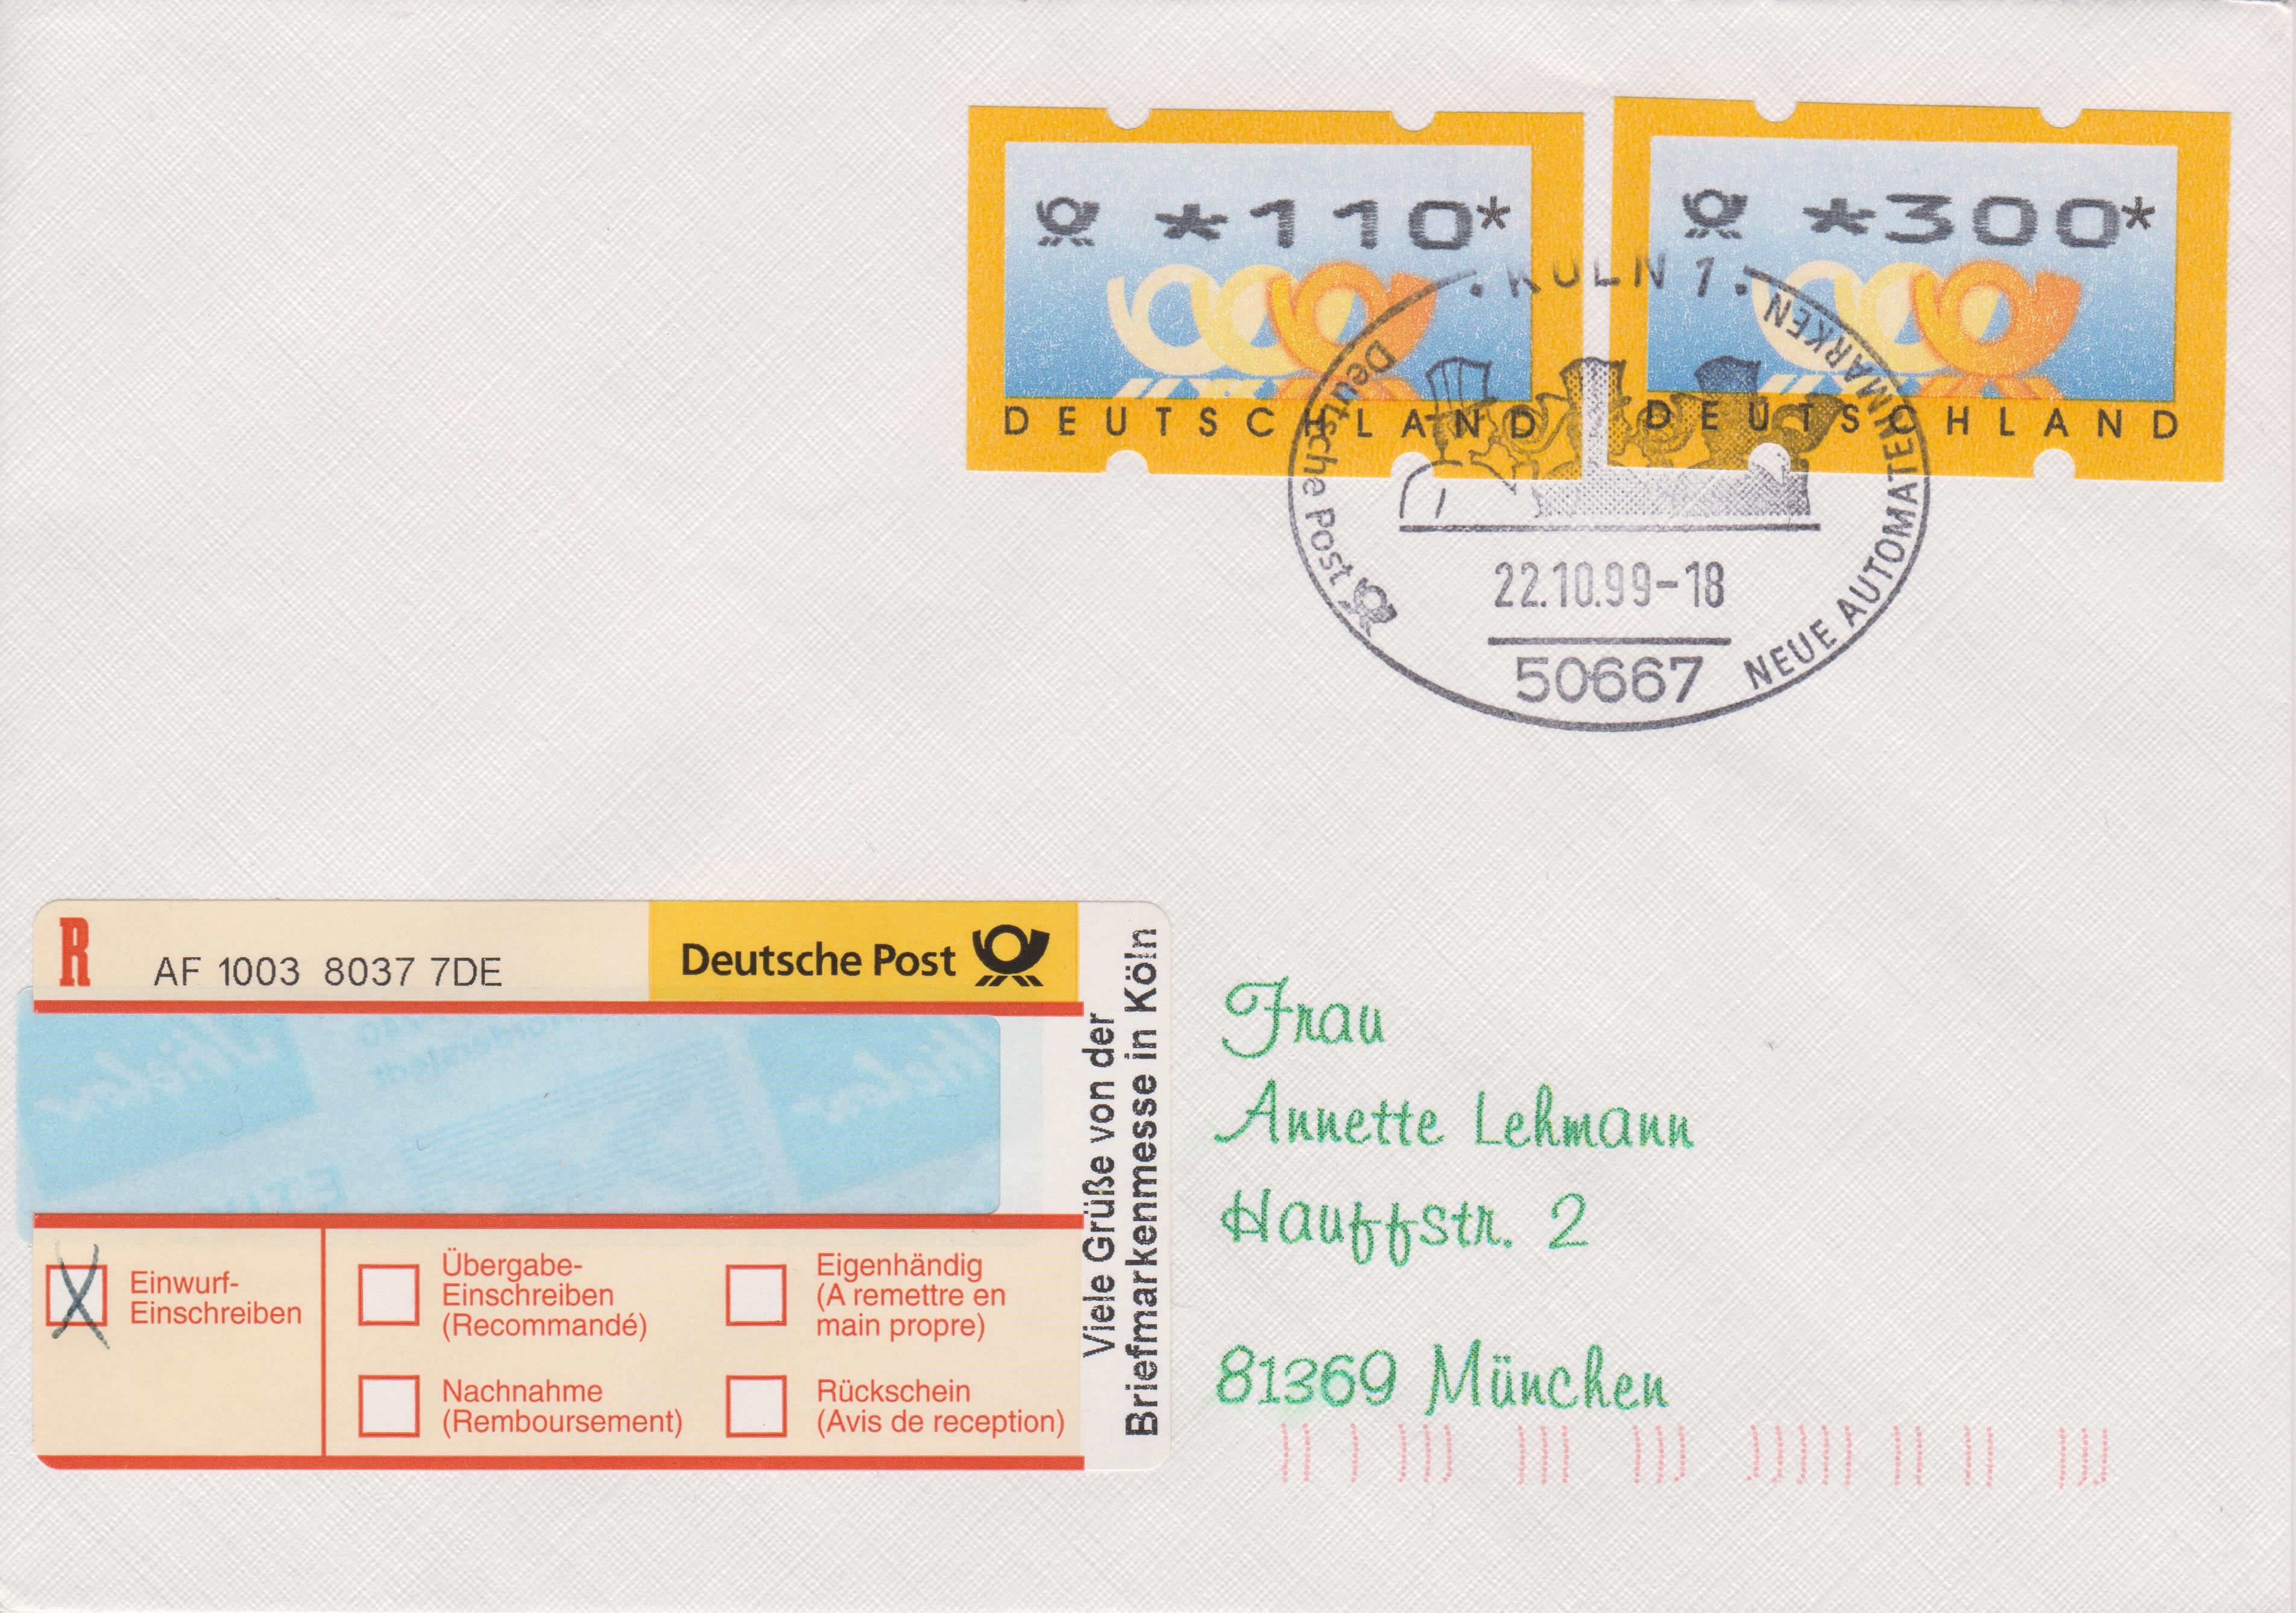 *110*
DEUTSCHLAND
*300*
DEUTSCHLAND
• KÖLN 1 •
Deutsche Post
NEUE AUTOMATENMARKEN
22.10.99-18
50667
R
AF 1003 8037 7DE
Deutsche Post
Viele Grüße von der
Briefmarkenmesse in Köln
X
Einwurf-
Einschreiben
Übergabe-
Einschreiben
(Recommandé)
Eigenhändig
(A remettre en
main propre)
Nachnahme
(Remboursement)
Rückschein
(Avis de reception)
Frau
Annette Lehmann
Hauffstr. 2
81369 München